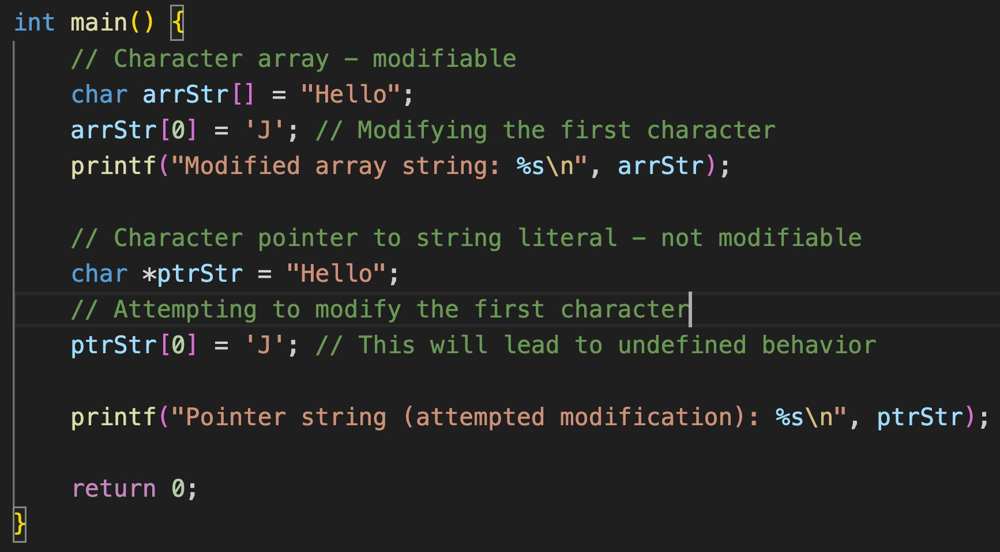 int main() {
    // Character array – modifiable
    char arrStr[] = "Hello";
    arrStr[0] = 'J'; // Modifying the first character
    printf("Modified array string: %s\n", arrStr);

    // Character pointer to string literal – not modifiable
    char *ptrStr = "Hello";
    // Attempting to modify the first character
    ptrStr[0] = 'J'; // This will lead to undefined behavior

    printf("Pointer string (attempted modification): %s\n", ptrStr);

    return 0;
}